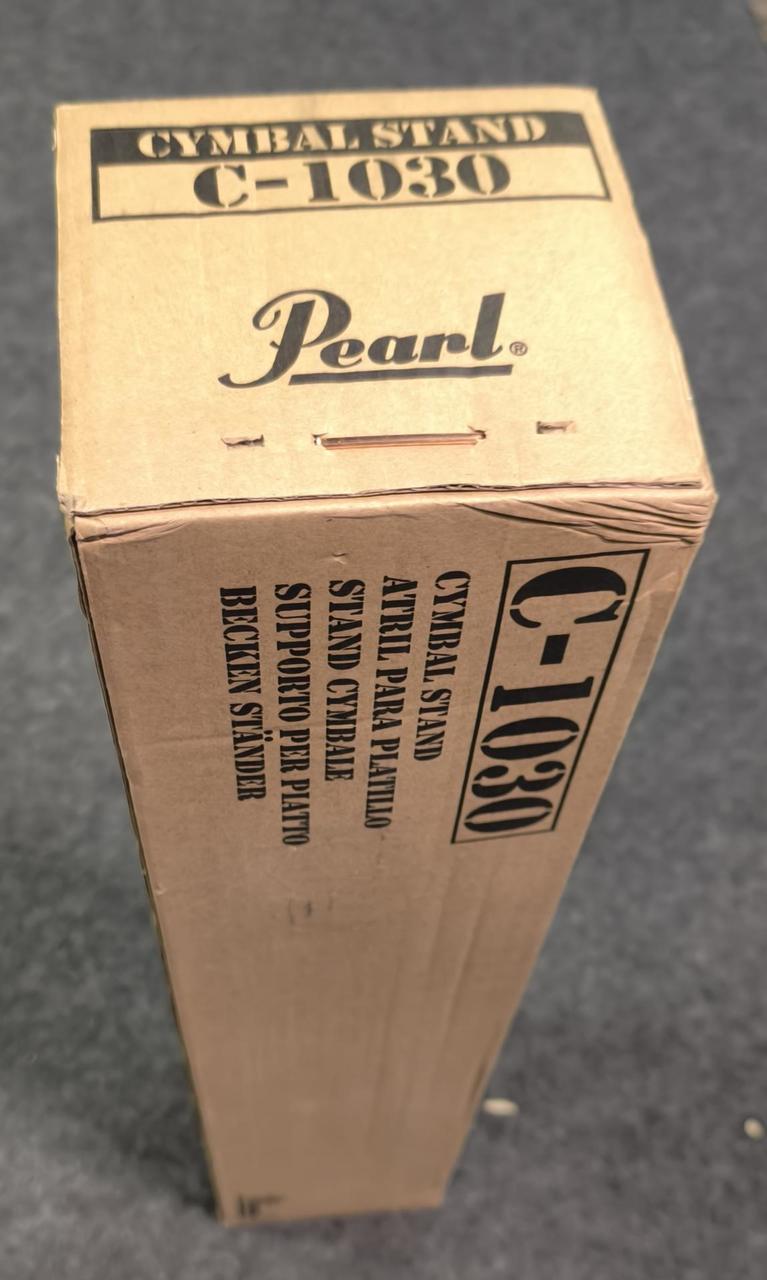 CYMBAL STAND
C-1030
Pearl®
C-1030
CYMBAL STAND
ATRIL PARA PLATILLO
STAND CYMBALE
SUPPORTO PER PIATTO
BECKEN STÄNDER